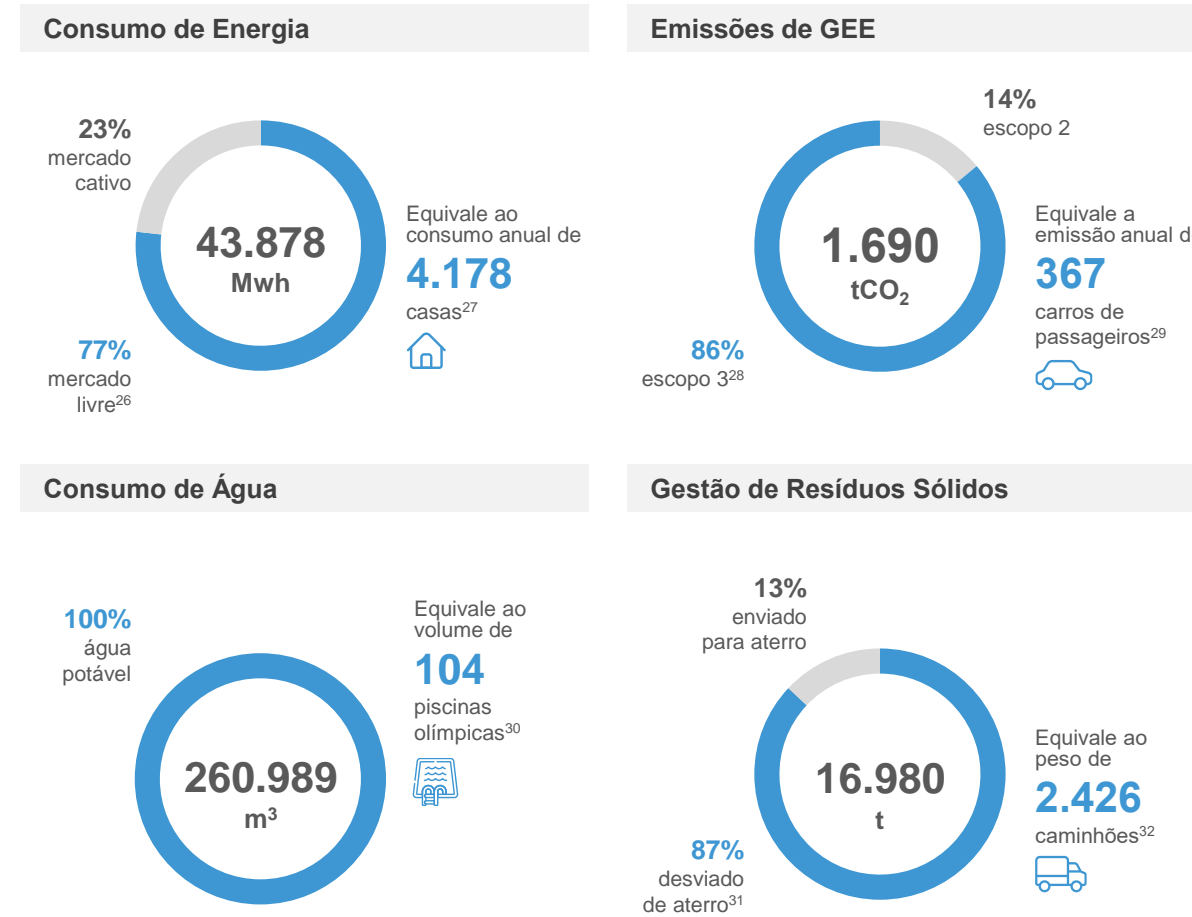 Consumo de Energia
23%
mercado
cativo
43.878
Mwh
77%
mercado
livre26
Equivale ao
consumo anual de
4.178
casas27
Emissões de GEE
14%
escopo 2
1.690
tCO2
86%
escopo 328
Equivale a
emissão anual d
367
carros de
passageiros29
Consumo de Água
100%
água
potável
260.989
m3
Equivale ao
volume de
104
piscinas
olímpicas30
Gestão de Resíduos Sólidos
13%
enviado
para aterro
16.980
t
87%
desviado
de aterro31
Equivale ao
peso de
2.426
caminhões32